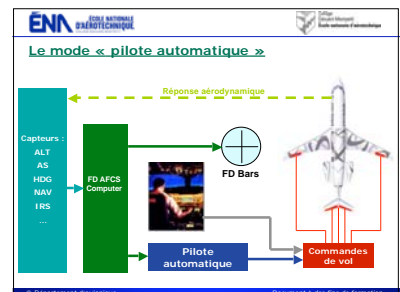 ÉNA ÉCOLE NATIONALE
D'AÉROTECHNIQUE
Collège
Édouard-Montpetit
École nationale d'aérotechnique
Le mode « pilote automatique »
Réponse aérodynamique
Capteurs :
ALT
AS
HDG
NAV
IRS
...
FD AFCS
Computer
FD Bars
Pilote
automatique
Commandes
de vol